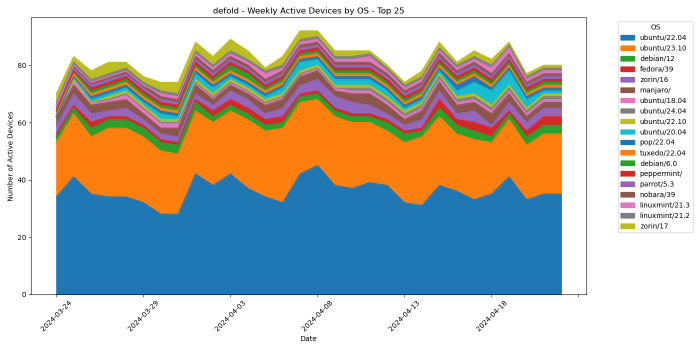 defold - Weekly Active Devices by OS - Top 25
Number of Active Devices
80
60
40
20
0
2024-03-24
2024-03-29
2024-04-03
2024-04-08
2024-04-13
2024-04-18
Date
OS
ubuntu/22.04
ubuntu/23.10
debian/12
fedora/39
zorin/16
manjaro/
ubuntu/18.04
ubuntu/24.04
ubuntu/22.10
ubuntu/20.04
pop/22.04
tuxedo/22.04
debian/6.0
peppermint/
parrot/5.3
nobara/39
linuxmint/21.3
linuxmint/21.2
zorin/17